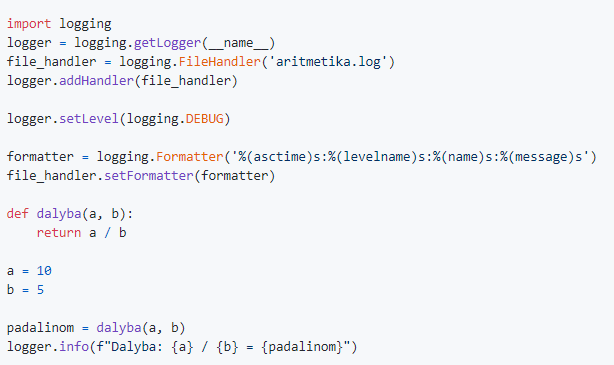 import logging
logger = logging.getLogger(__name__)
file_handler = logging.FileHandler('aritmetika.log')
logger.addHandler(file_handler)

logger.setLevel(logging.DEBUG)

formatter = logging.Formatter('%(asctime)s:%(levelname)s:%(name)s:%(message)s')
file_handler.setFormatter(formatter)

def dalyba(a, b):
    return a / b

a = 10
b = 5

padalinom = dalyba(a, b)
logger.info(f"Dalyba: {a} / {b} = {padalinom}")